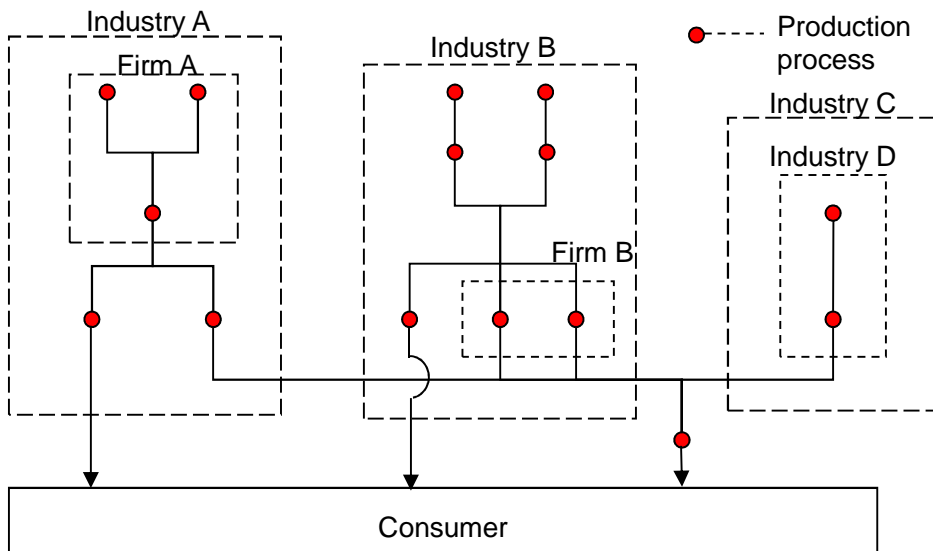 Industry A
Firm A
Industry B
Production
process
Industry C
Industry D
Firm B
Consumer